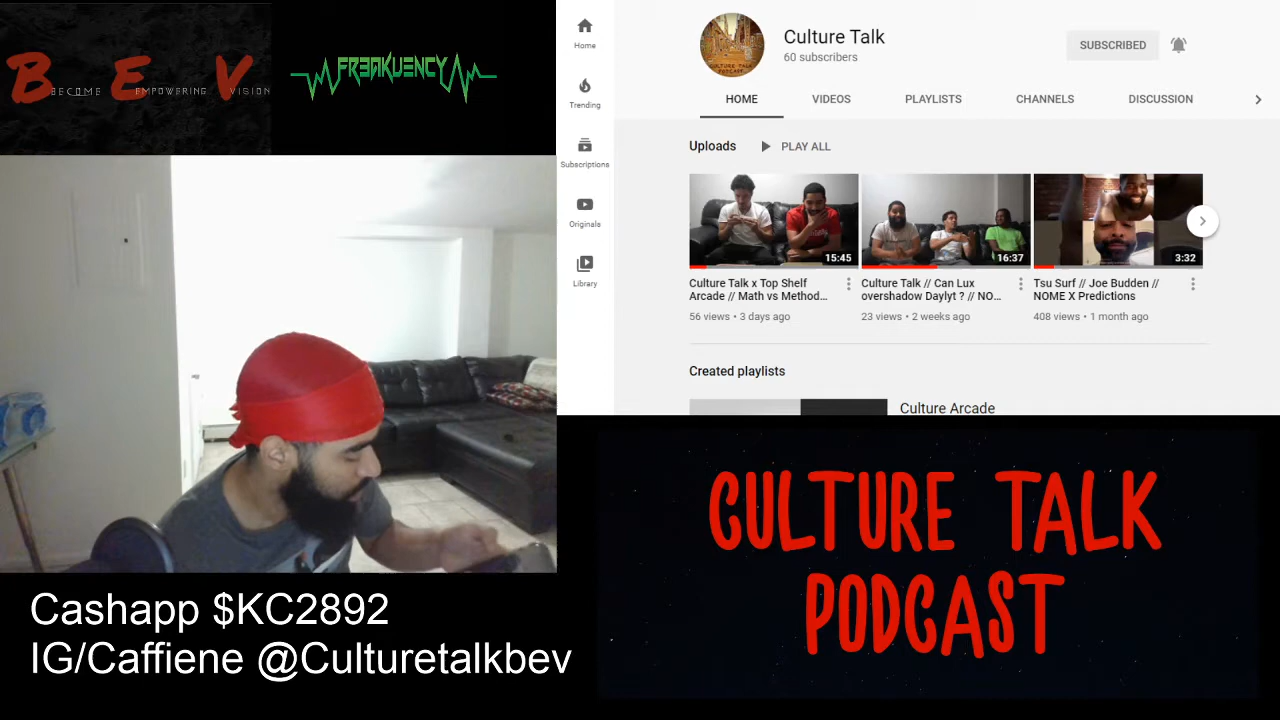 B E V
BECOME EMPOWERING VISION
FR3AKUENCY
Home
Trending
Subscriptions
Originals
Library
Culture Talk
60 subscribers
SUBSCRIBED
HOME VIDEOS PLAYLISTS CHANNELS DISCUSSION
Uploads PLAY ALL
CULTURE TALK
15:45
16:37
3:32
Culture Talk x Top Shelf
Arcade // Math vs Method...
56 views • 3 days ago
Culture Talk // Can Lux
overshadow Daylyt ? // NO...
23 views • 2 weeks ago
Tsu Surf // Joe Budden //
NOME X Predictions
408 views • 1 month ago
Created playlists
Culture Arcade
CULTURE TALK
PODCAST
Cashapp $KC2892
IG/Caffiene @Culturetalkbev